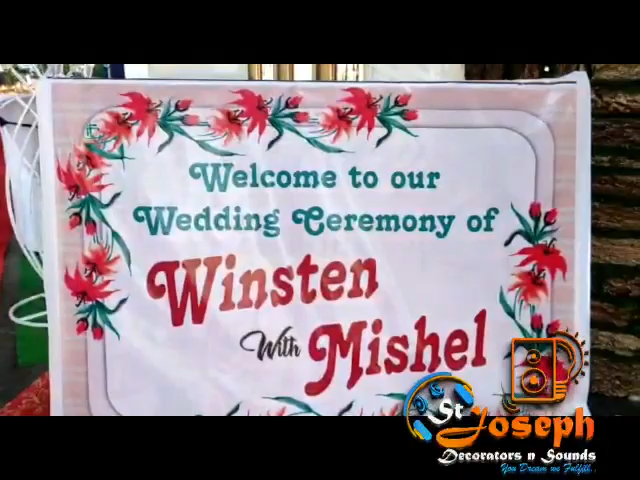 Welcome to our
Wedding Ceremony of
Winsten
With
Mishel
St Joseph
Decorators n Sounds
You Dream we Fulfill..